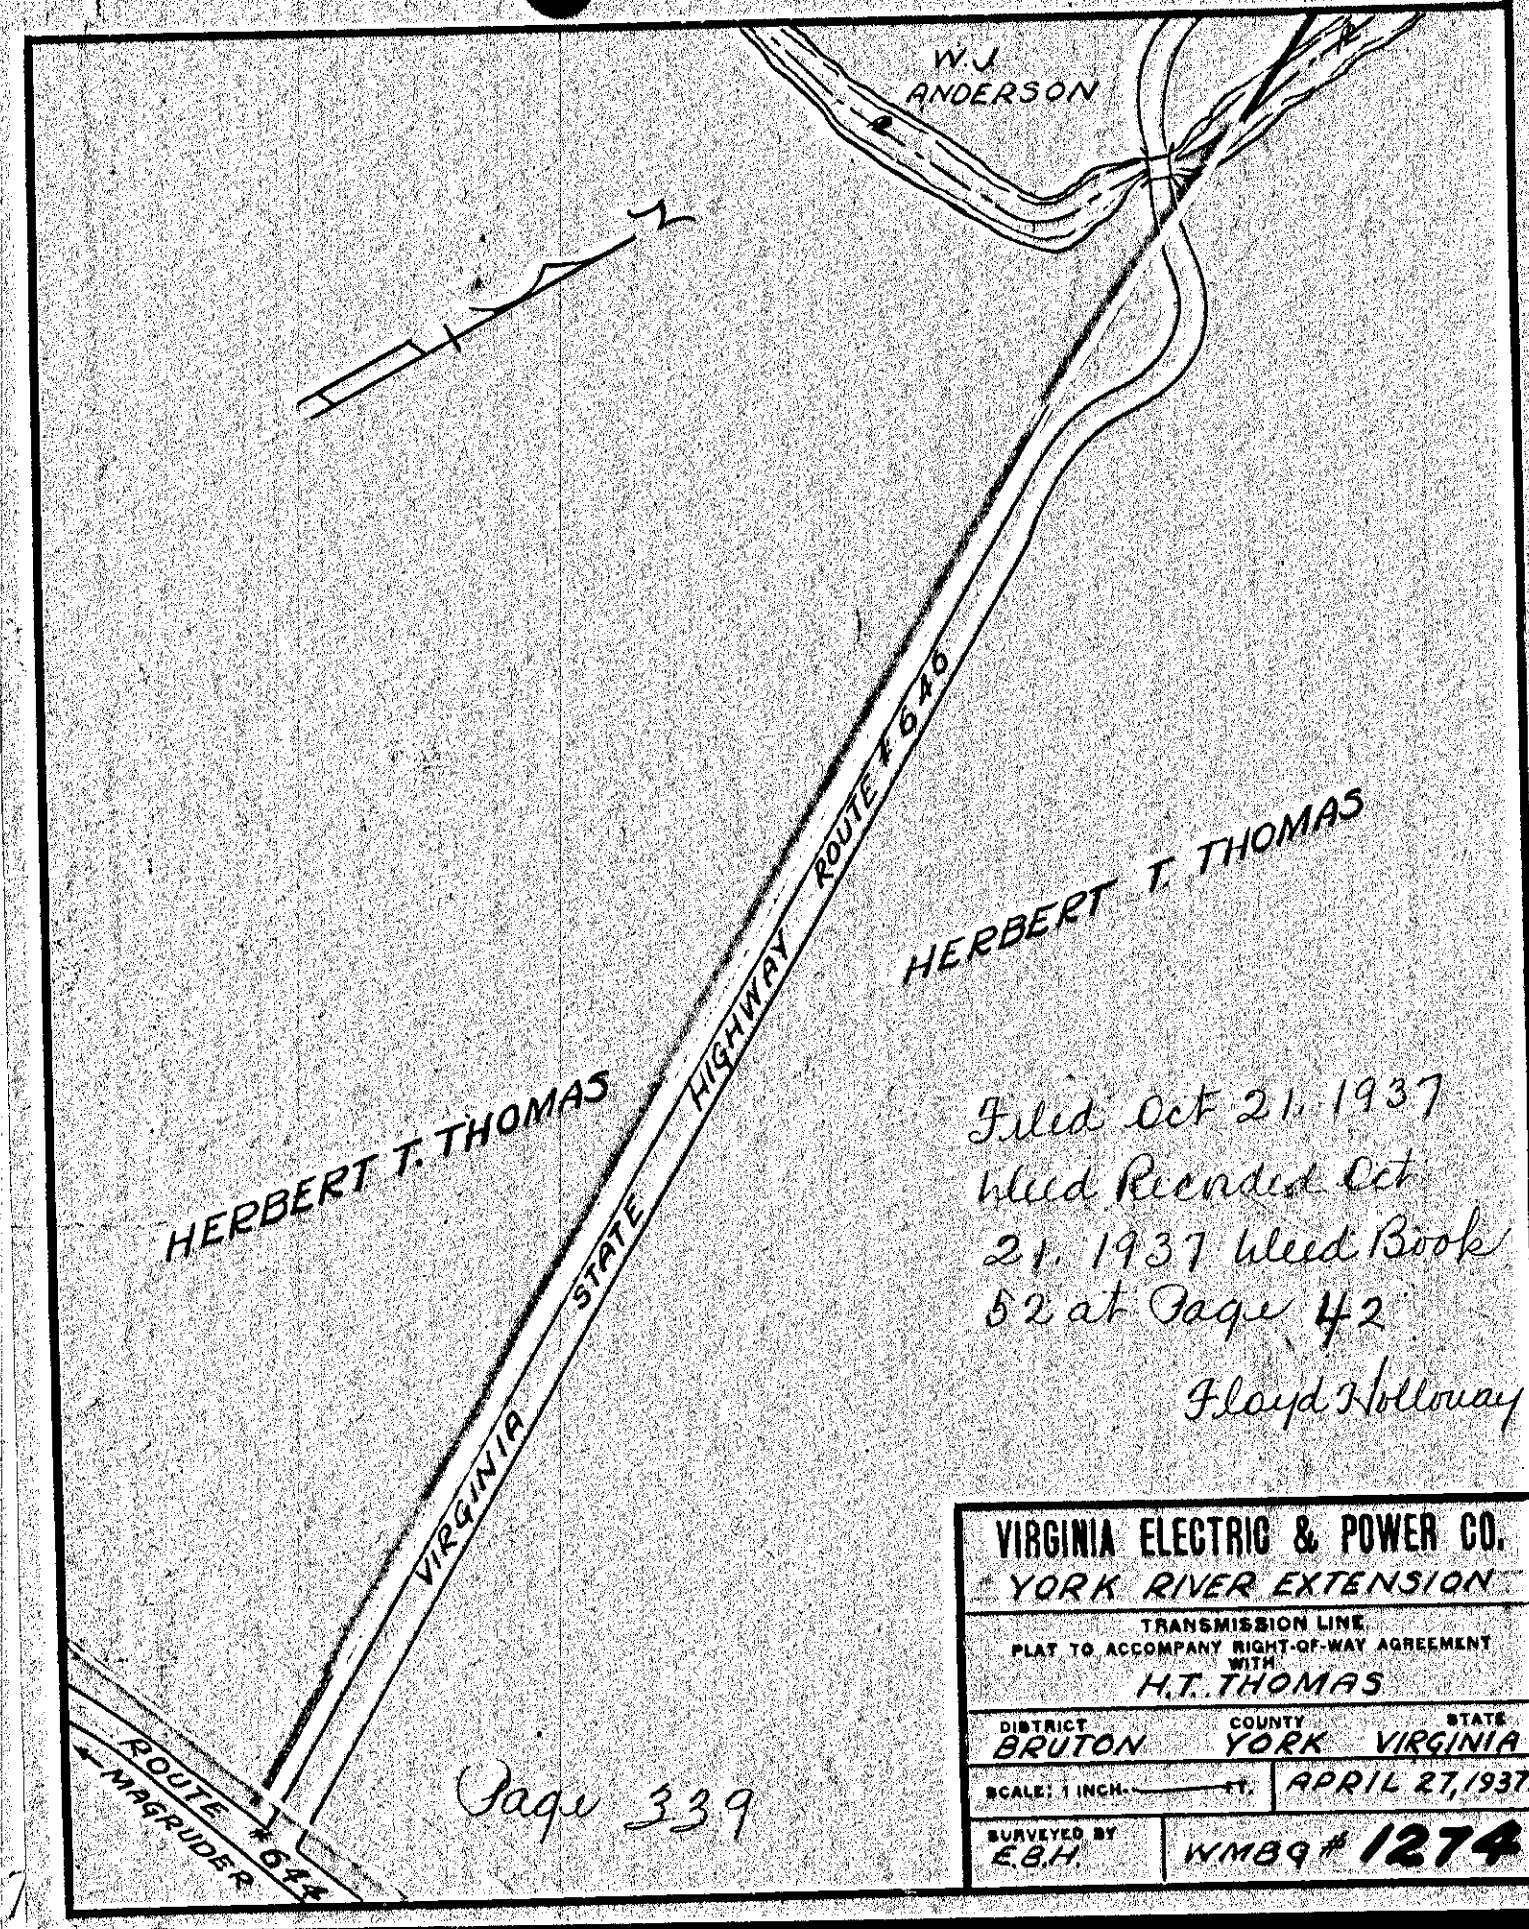 W.J.
ANDERSON
N
VIRGINIA STATE HIGHWAY ROUTE # 646
HERBERT T. THOMAS
HERBERT T. THOMAS
Filed Oct 21. 1937
Deed Recorded Oct
21. 1937 Deed Book
52 at Page 42
Floyd Holloway
VIRGINIA ELECTRIC & POWER CO.
YORK RIVER EXTENSION
TRANSMISSION LINE
PLAT TO ACCOMPANY RIGHT-OF-WAY AGREEMENT
WITH
H.T. THOMAS
DISTRICT COUNTY STATE
BRUTON YORK VIRGINIA
SCALE: 1 INCH- FT. APRIL 27, 1937
SURVEYED BY
E.B.H. WMBG # 1274
ROUTE # 644
MAGRUDER
Page 339